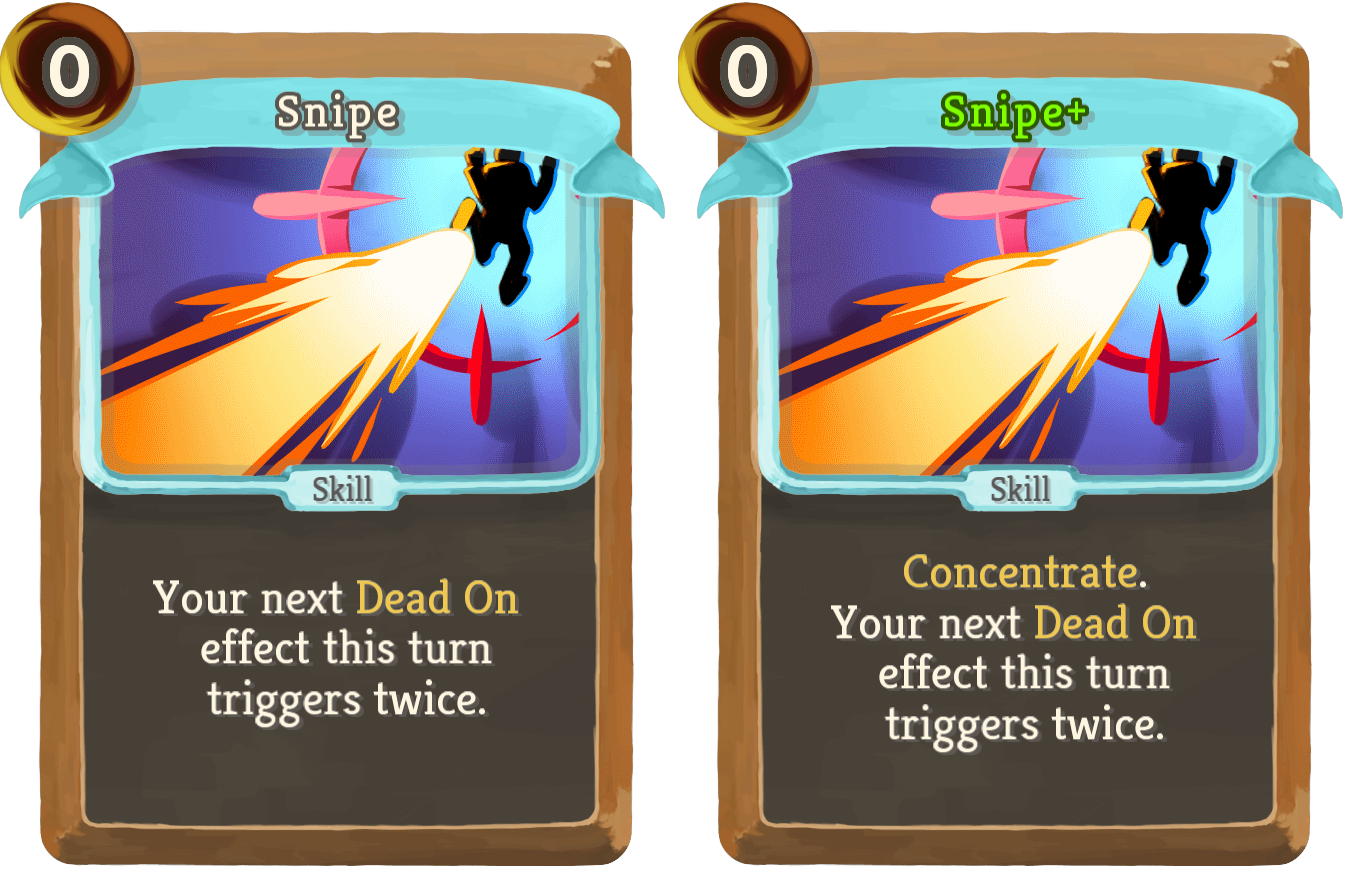 0
Snipe
Skill
Your next Dead On
effect this turn
triggers twice.
0
Snipe+
Skill
Concentrate.
Your next Dead On
effect this turn
triggers twice.